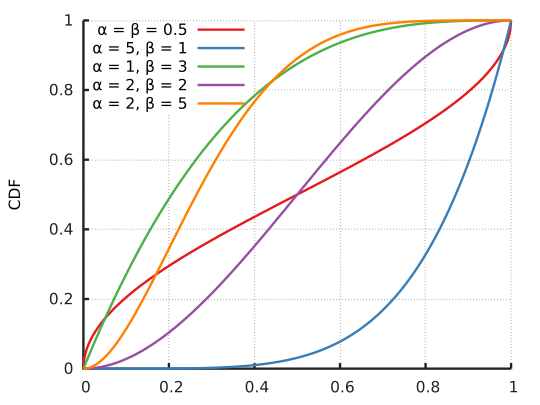 CDF
α = β = 0.5
α = 5, β = 1
α = 1, β = 3
α = 2, β = 2
α = 2, β = 5
1
0.8
0.6
0.4
0.2
0
0 0.2 0.4 0.6 0.8 1